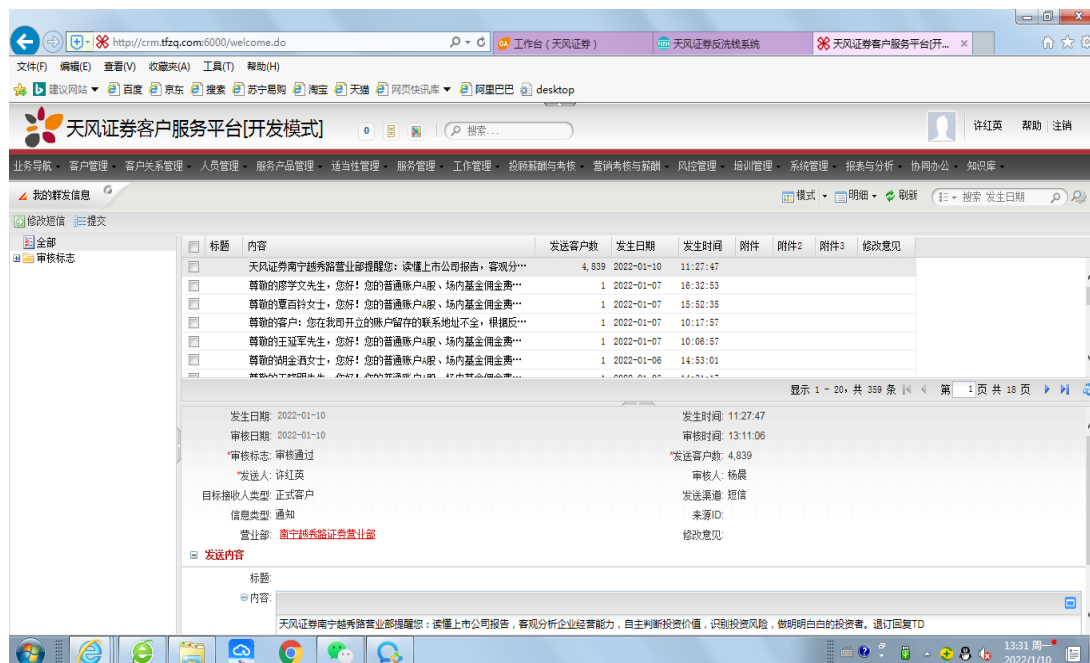 http://crm.tfzq.com:6000/welcome.do
工作台（天风证券）
天风证券反洗钱系统
天风证券客户服务平台[开...
文件(F) 编辑(E) 查看(V) 收藏夹(A) 工具(T) 帮助(H)
建议网站 百度 京东 搜索 苏宁易购 淘宝 天猫 网页快讯库 阿里巴巴 desktop
天风证券客户服务平台[开发模式] 0 搜索... 许红英 帮助 注销
业务导航 客户管理 客户关系管理 人员管理 服务产品管理 适当性管理 服务管理 工作管理 投顾薪酬与考核 营销考核与薪酬 风控管理 培训管理 系统管理 报表与分析 协同办公 知识库
我的群发信息 模式 明细 刷新 搜索 发生日期
修改短信 提交
全部
审核标志
标题 内容 发送客户数 发生日期 发生时间 附件 附件2 附件3 修改意见
天风证券南宁越秀路营业部提醒您：读懂上市公司报告，客观分… 4,839 2022-01-10 11:27:47
尊敬的廖学文先生，您好！您的普通账户A股、场内基金佣金费… 1 2022-01-07 16:32:53
尊敬的覃百铃女士，您好！您的普通账户A股、场内基金佣金费… 1 2022-01-07 15:52:35
尊敬的客户：您在我司开立的账户留存的联系地址不全，根据反… 1 2022-01-07 10:17:57
尊敬的王延军先生，您好！您的普通账户A股、场内基金佣金费… 1 2022-01-07 10:06:57
尊敬的胡金酒女士，您好！您的普通账户A股、场内基金佣金费… 1 2022-01-06 14:53:01
显示 1 - 20，共 359 条 第 1 页 共 18 页
发生日期: 2022-01-10 发生时间: 11:27:47
审核日期: 2022-01-10 审核时间: 13:11:06
*审核标志: 审核通过 *发送客户数: 4,839
*发送人: 许红英 审核人: 杨晨
目标接收人类型: 正式客户 发送渠道: 短信
信息类型: 通知 来源ID:
营业部: 南宁越秀路证券营业部 修改意见:
发送内容
标题:
内容:
天风证券南宁越秀路营业部提醒您：读懂上市公司报告，客观分析企业经营能力，自主判断投资价值，识别投资风险，做明明白白的投资者。退订回复TD
13:31 周一
2022/1/10